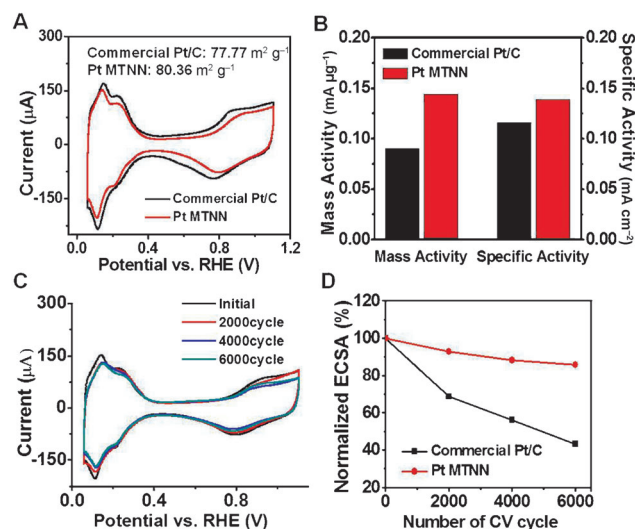 A
Commercial Pt/C: 77.77 m² g⁻¹
Pt MTNN: 80.36 m² g⁻¹
Current (μA)
300
150
0
-150
Commercial Pt/C
Pt MTNN
0.0 0.4 0.8 1.2
Potential vs. RHE (V)
B
Mass Activity (mA μg⁻¹)
0.20
0.15
0.10
0.05
0.00
Commercial Pt/C
Pt MTNN
0.20
0.15
0.10
0.05
0.00
Specific Activity (mA cm⁻²)
Mass Activity Specific Activity
C
Current (μA)
300
150
0
-150
Initial
2000cycle
4000cycle
6000cycle
0.0 0.4 0.8
Potential vs. RHE (V)
D
Normalized ECSA (%)
120
100
80
60
40
20
Commercial Pt/C
Pt MTNN
0 2000 4000 6000
Number of CV cycle